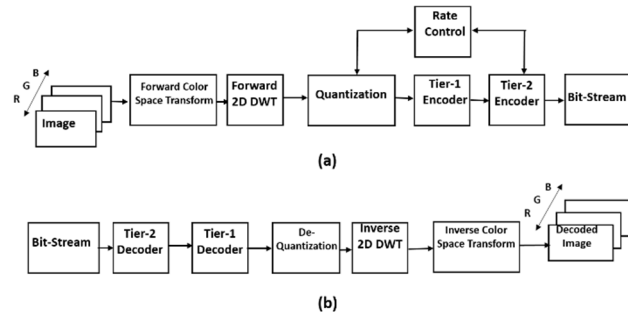 Rate
Control
B
G
R
Image
Forward Color
Space Transform
Forward
2D DWT
Quantization
Tier-1
Encoder
Tier-2
Encoder
Bit-Stream
(a)
Bit-Stream
Tier-2
Decoder
Tier-1
Decoder
De-
Quantization
Inverse
2D DWT
Inverse Color
Space Transform
B
G
R
Decoded
Image
(b)